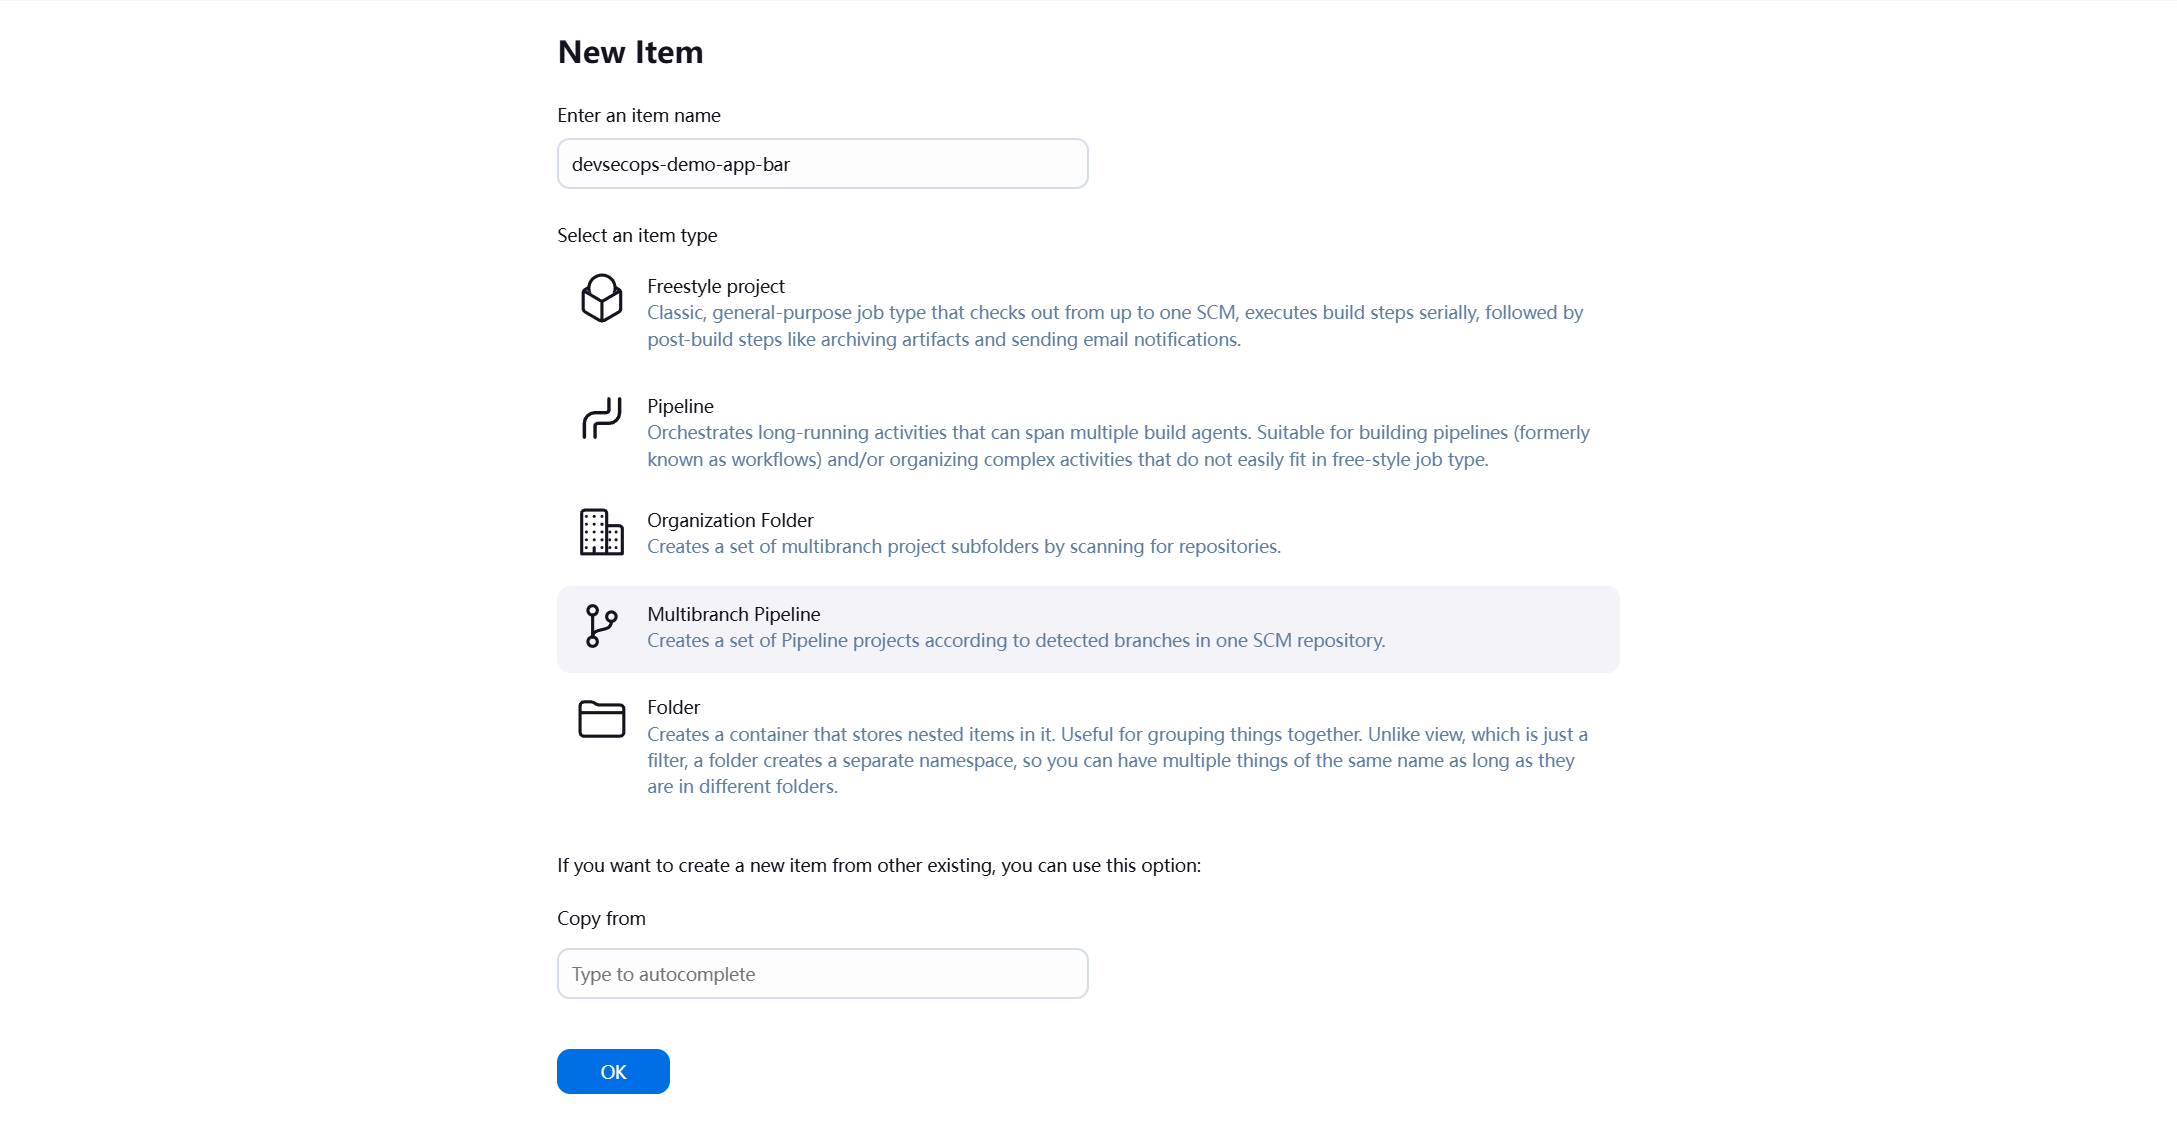 New Item
Enter an item name
devsecops-demo-app-bar
Select an item type
Freestyle project
Classic, general-purpose job type that checks out from up to one SCM, executes build steps serially, followed by
post-build steps like archiving artifacts and sending email notifications.
Pipeline
Orchestrates long-running activities that can span multiple build agents. Suitable for building pipelines (formerly
known as workflows) and/or organizing complex activities that do not easily fit in free-style job type.
Organization Folder
Creates a set of multibranch project subfolders by scanning for repositories.
Multibranch Pipeline
Creates a set of Pipeline projects according to detected branches in one SCM repository.
Folder
Creates a container that stores nested items in it. Useful for grouping things together. Unlike view, which is just a
filter, a folder creates a separate namespace, so you can have multiple things of the same name as long as they
are in different folders.
If you want to create a new item from other existing, you can use this option:
Copy from
Type to autocomplete
OK